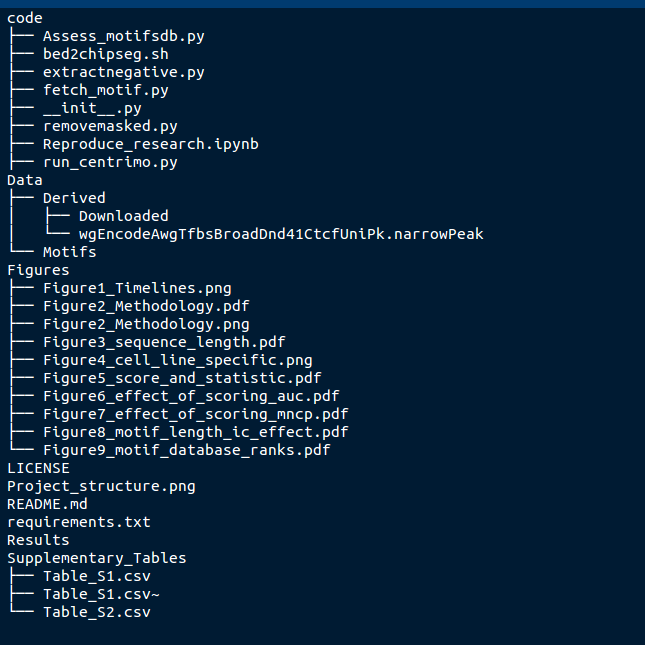 code
├── Assess_motifsdb.py
├── bed2chipseg.sh
├── extractnegative.py
├── fetch_motif.py
├── __init__.py
├── removemasked.py
├── Reproduce_research.ipynb
├── run_centrimo.py
Data
├── Derived
│   ├── Downloaded
│   └── wgEncodeAwgTfbsBroadDnd41CtcfUniPk.narrowPeak
└── Motifs
Figures
├── Figure1_Timelines.png
├── Figure2_Methodology.pdf
├── Figure2_Methodology.png
├── Figure3_sequence_length.pdf
├── Figure4_cell_line_specific.png
├── Figure5_score_and_statistic.pdf
├── Figure6_effect_of_scoring_auc.pdf
├── Figure7_effect_of_scoring_mncp.pdf
├── Figure8_motif_length_ic_effect.pdf
└── Figure9_motif_database_ranks.pdf
LICENSE
Project_structure.png
README.md
requirements.txt
Results
Supplementary_Tables
├── Table_S1.csv
├── Table_S1.csv~
└── Table_S2.csv